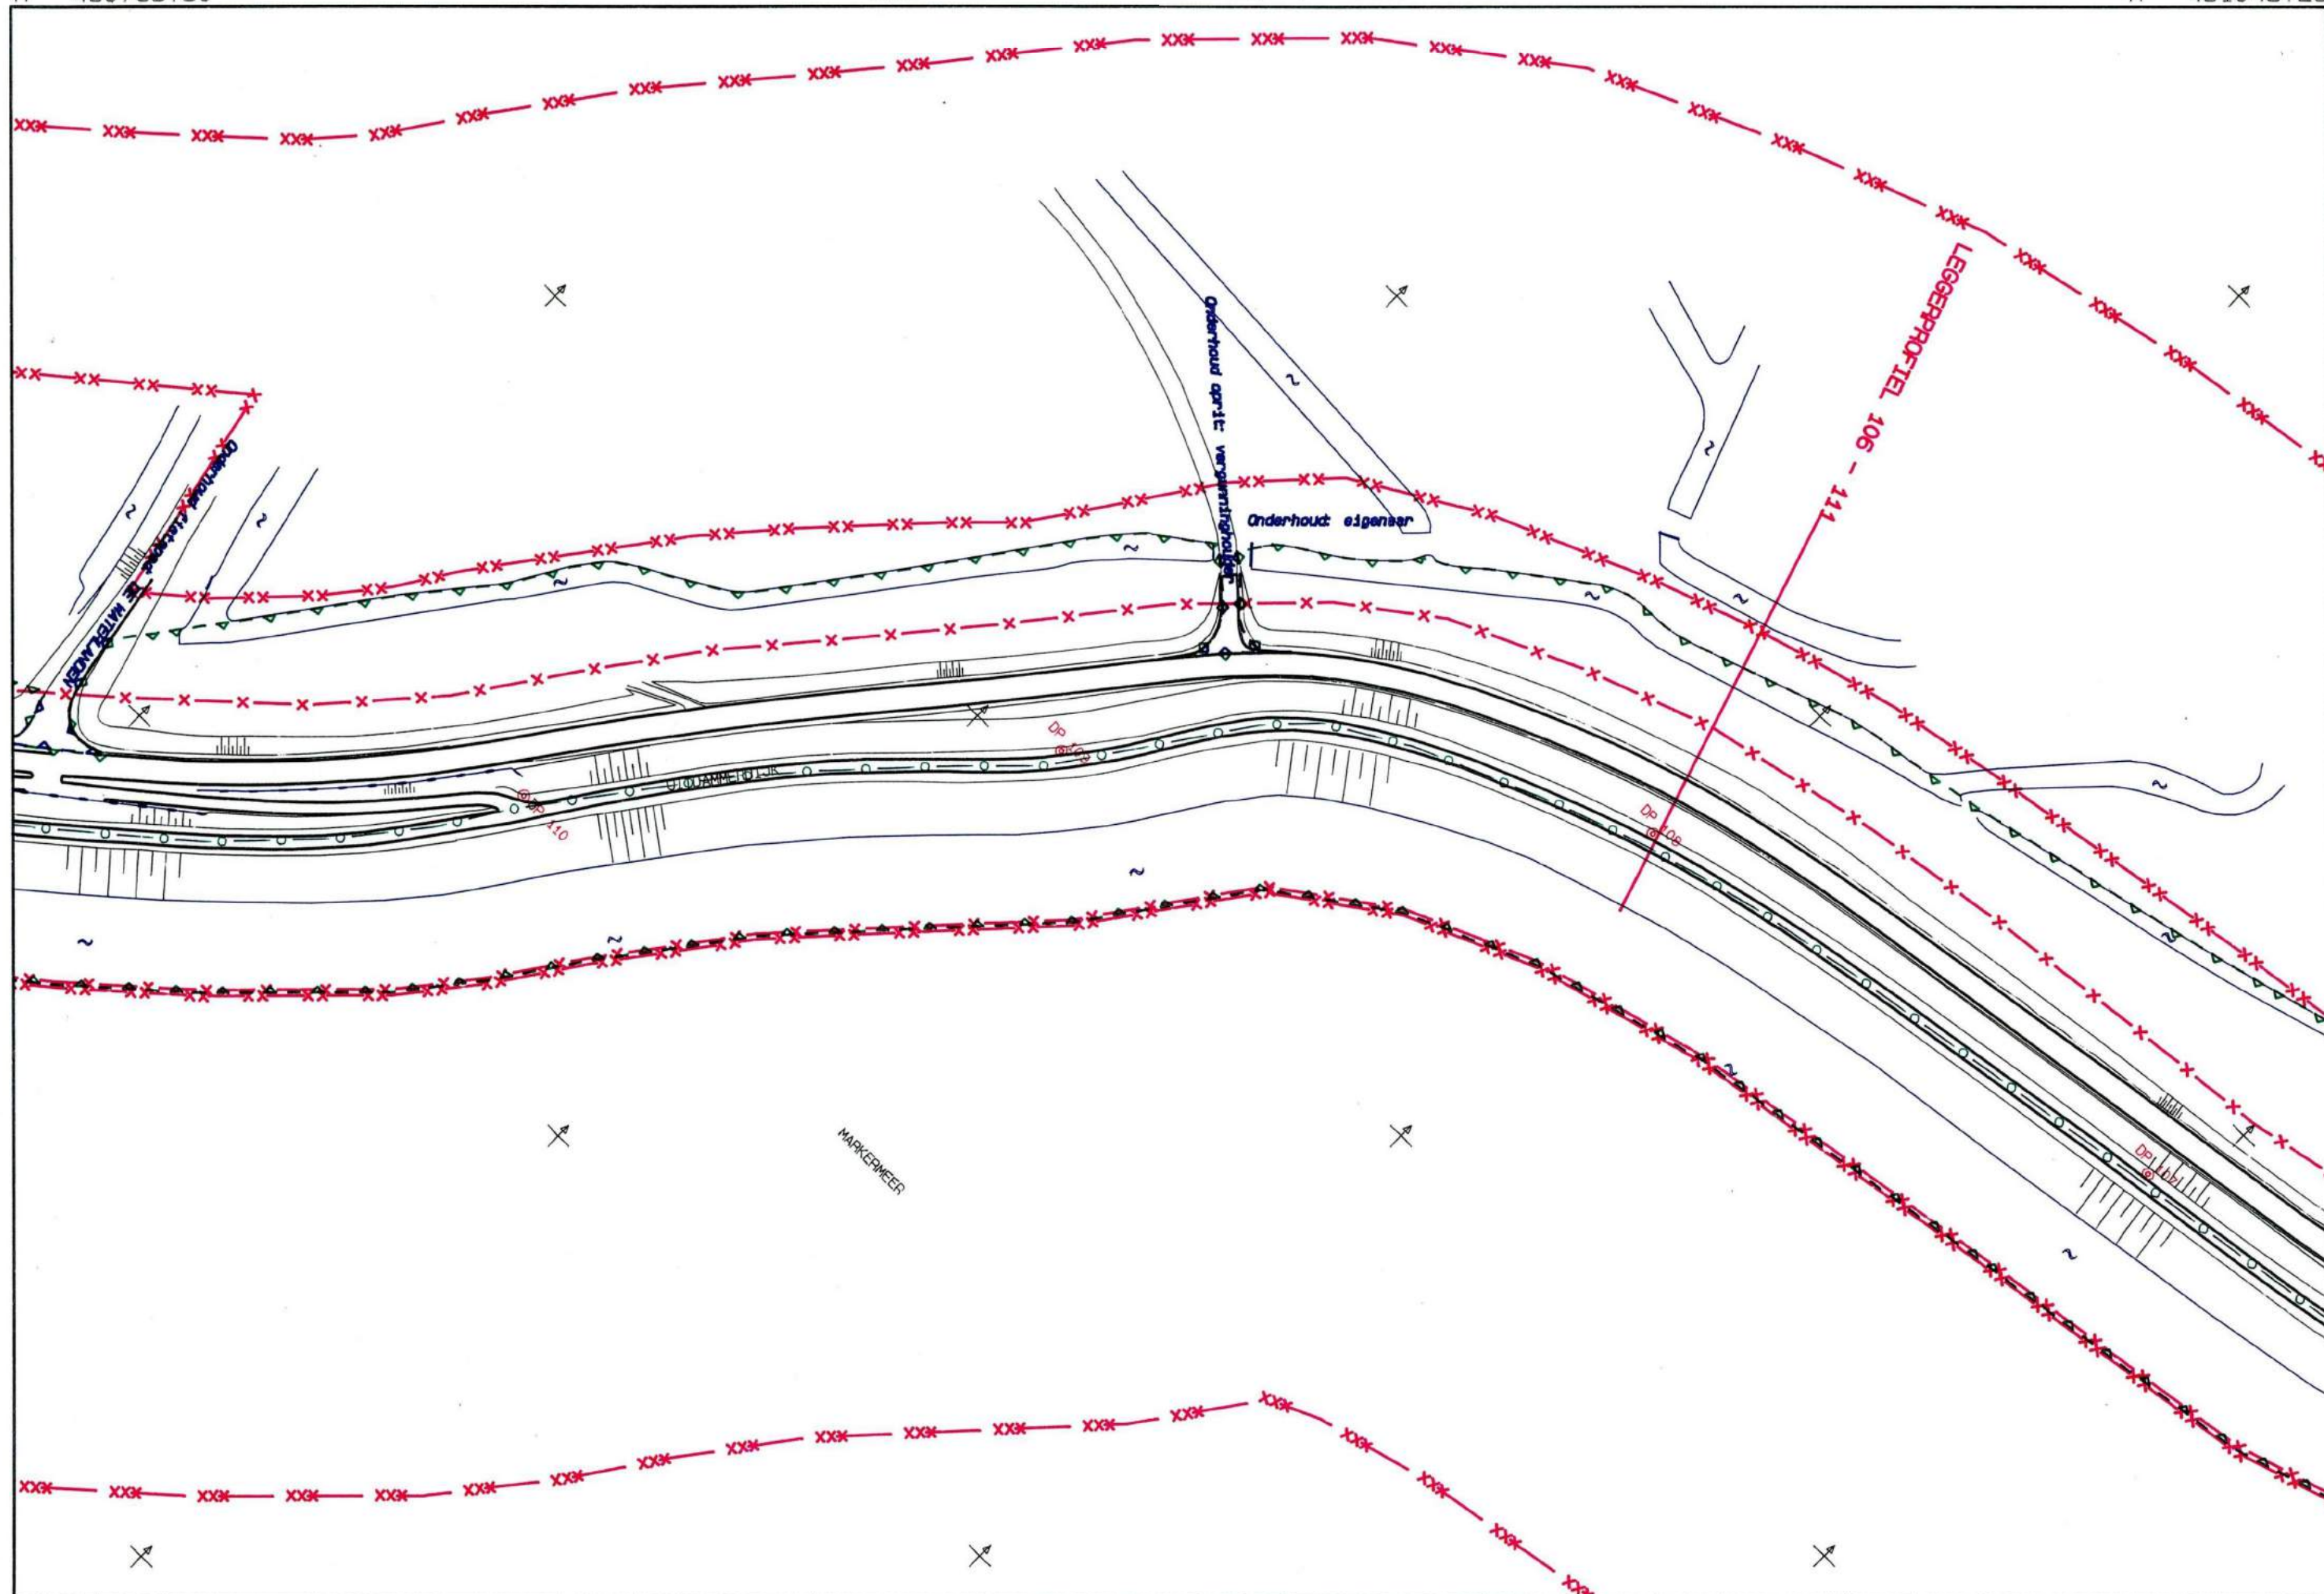 LEGGERPROFIEL 106 - 111
Onderhoud oprit: vergunninghouder
Onderhoud: eigenaar
Onderhoud fietspad:
DE WATERLANDEN
UITDAMMERDIJK
DP 109
DP 110
DP 108
DP 107
MARKERMEER